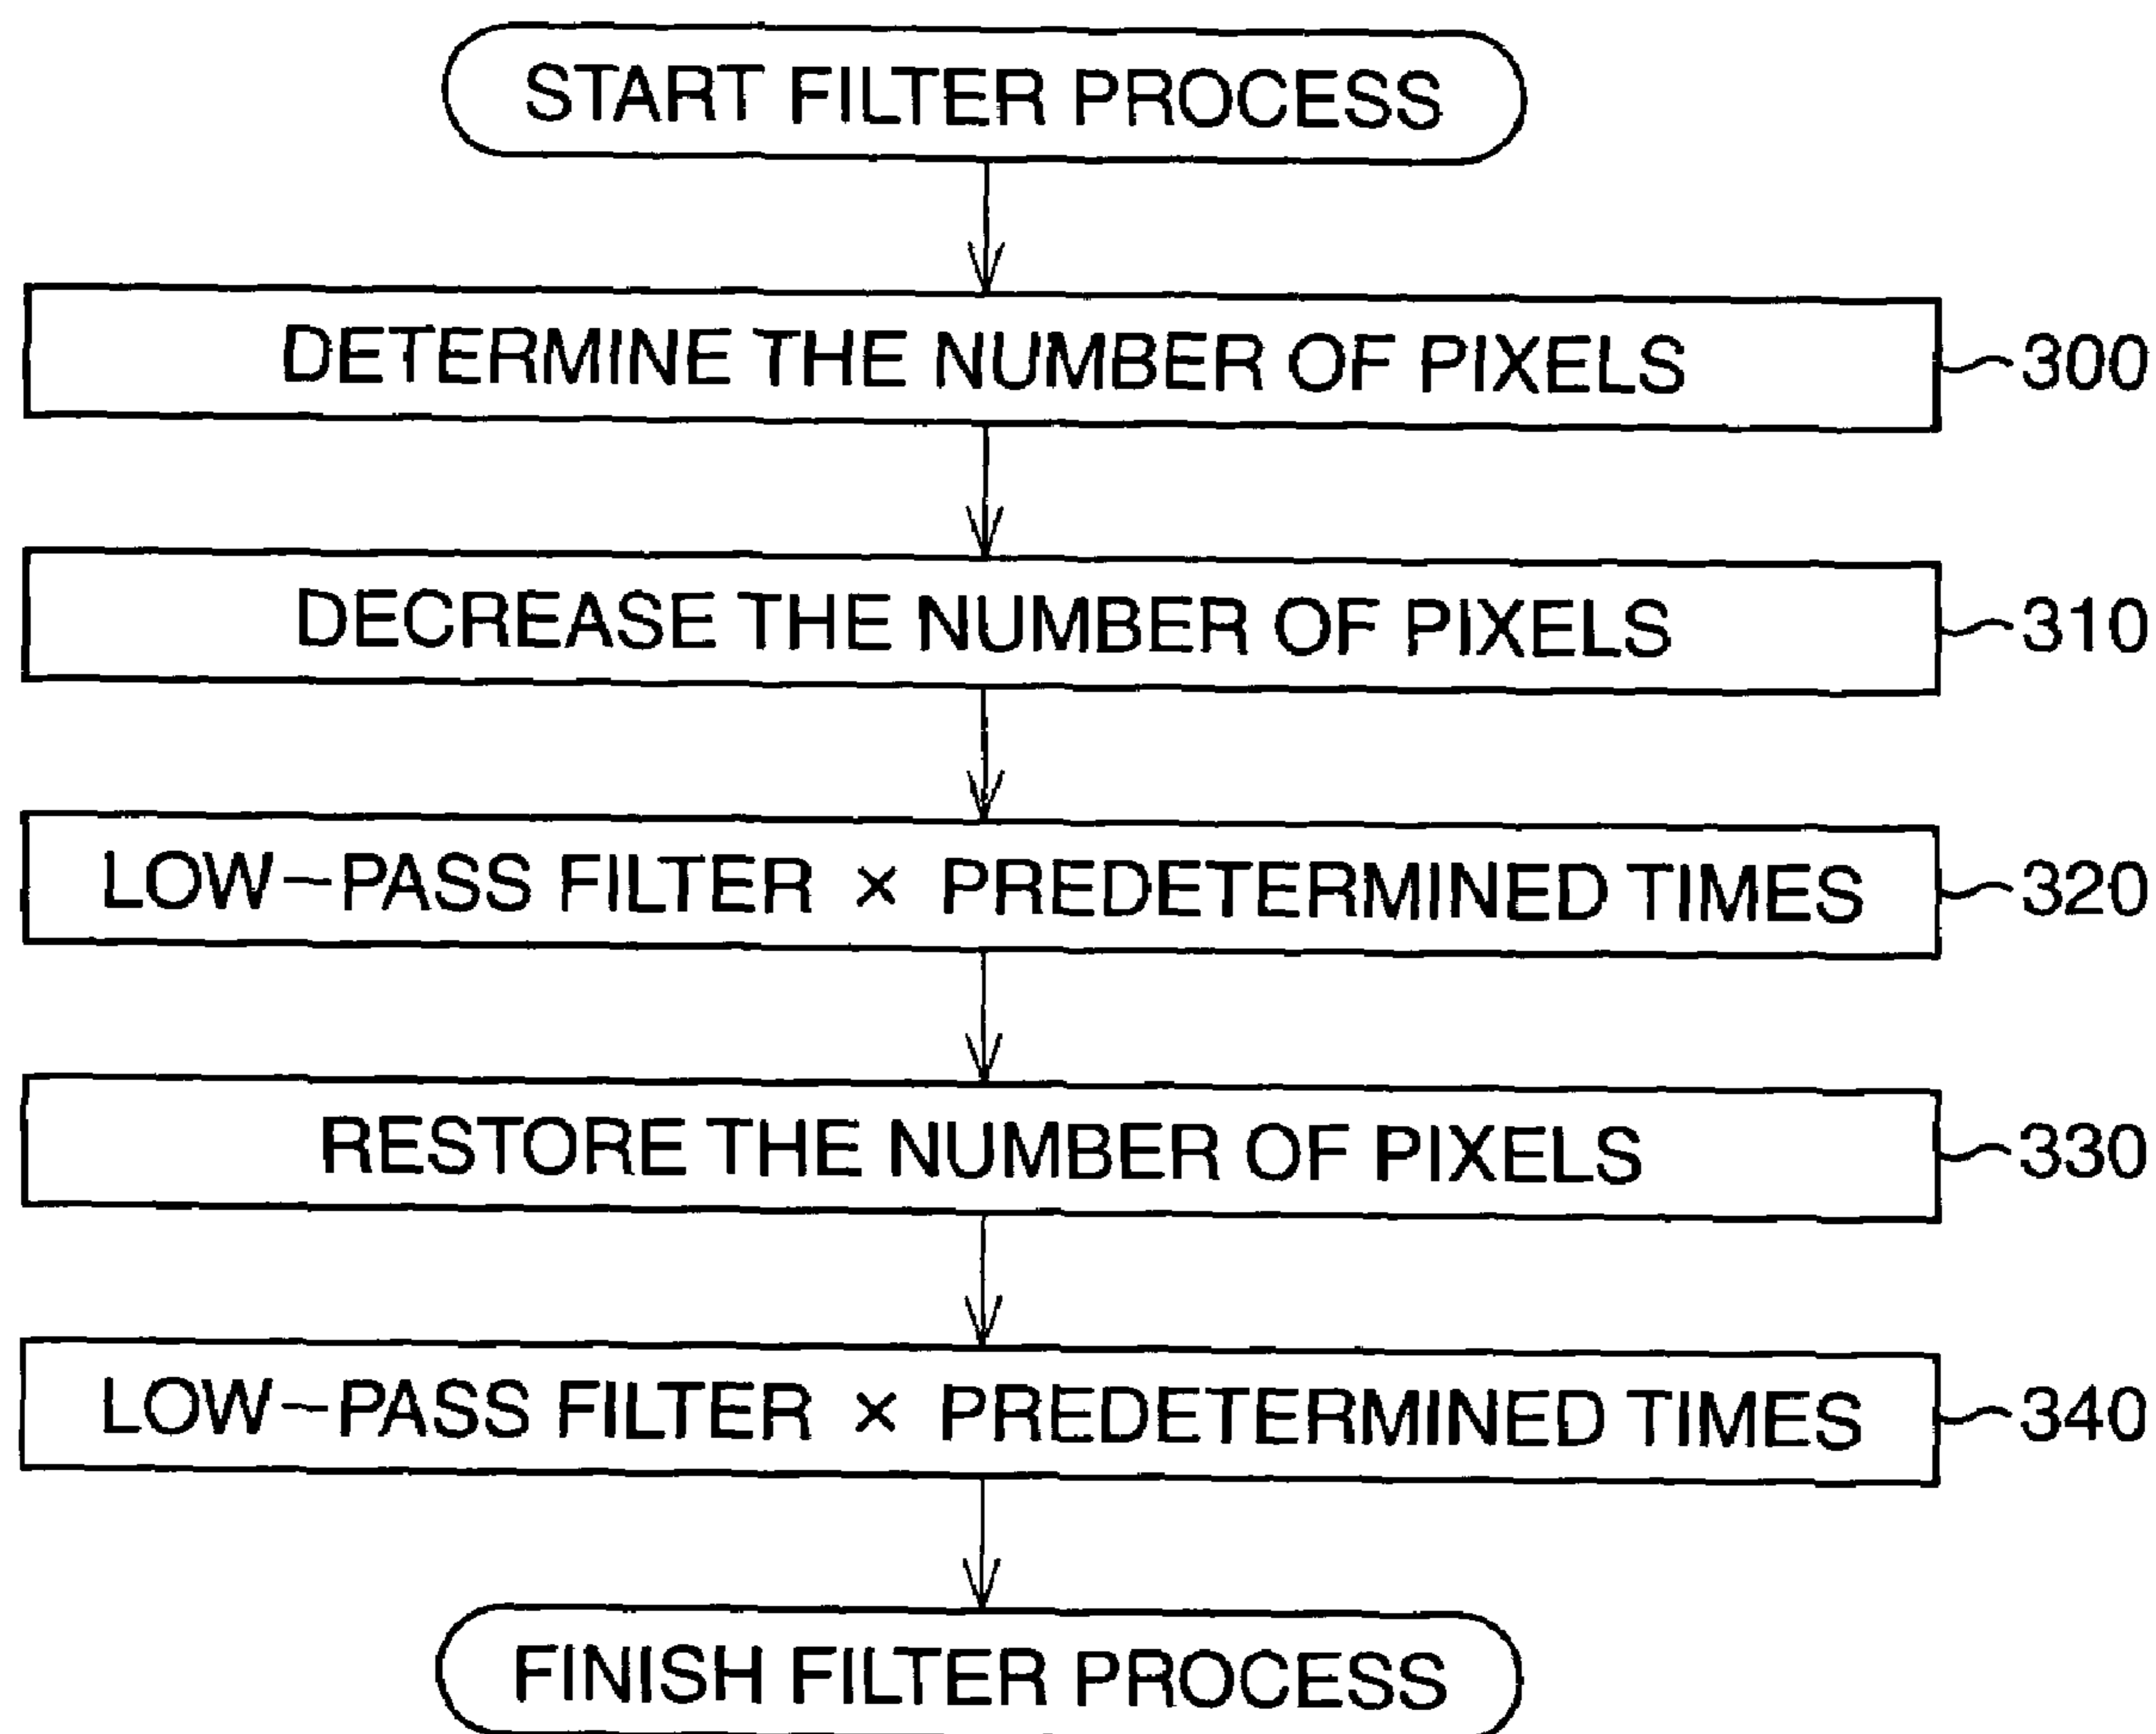 START FILTER PROCESS
DETERMINE THE NUMBER OF PIXELS 300
DECREASE THE NUMBER OF PIXELS 310
LOW-PASS FILTER × PREDETERMINED TIMES 320
RESTORE THE NUMBER OF PIXELS 330
LOW-PASS FILTER × PREDETERMINED TIMES 340
FINISH FILTER PROCESS